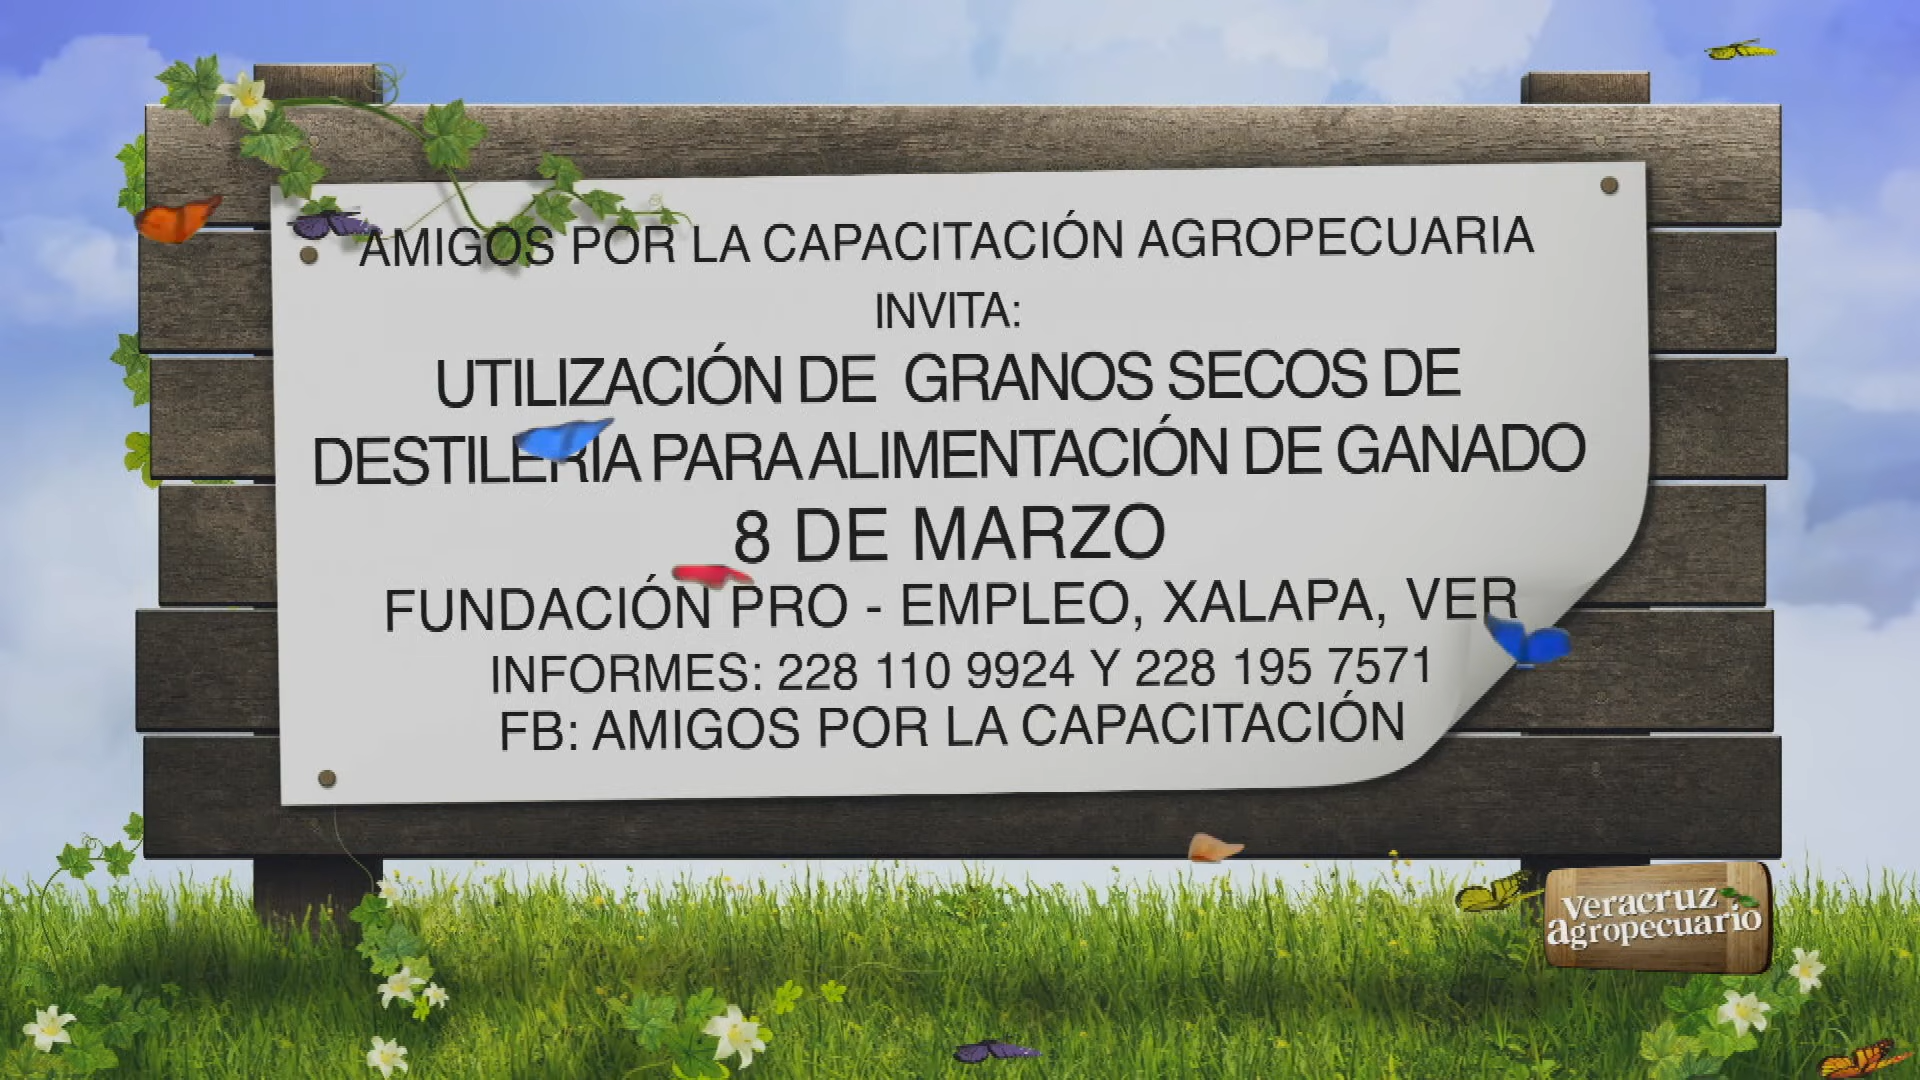 AMIGOS POR LA CAPACITACIÓN AGROPECUARIA
INVITA:
UTILIZACIÓN DE GRANOS SECOS DE
DESTILERÍA PARA ALIMENTACIÓN DE GANADO
8 DE MARZO
FUNDACIÓN PRO - EMPLEO, XALAPA, VER
INFORMES: 228 110 9924 Y 228 195 7571
FB: AMIGOS POR LA CAPACITACIÓN
veracruz
agropecuario